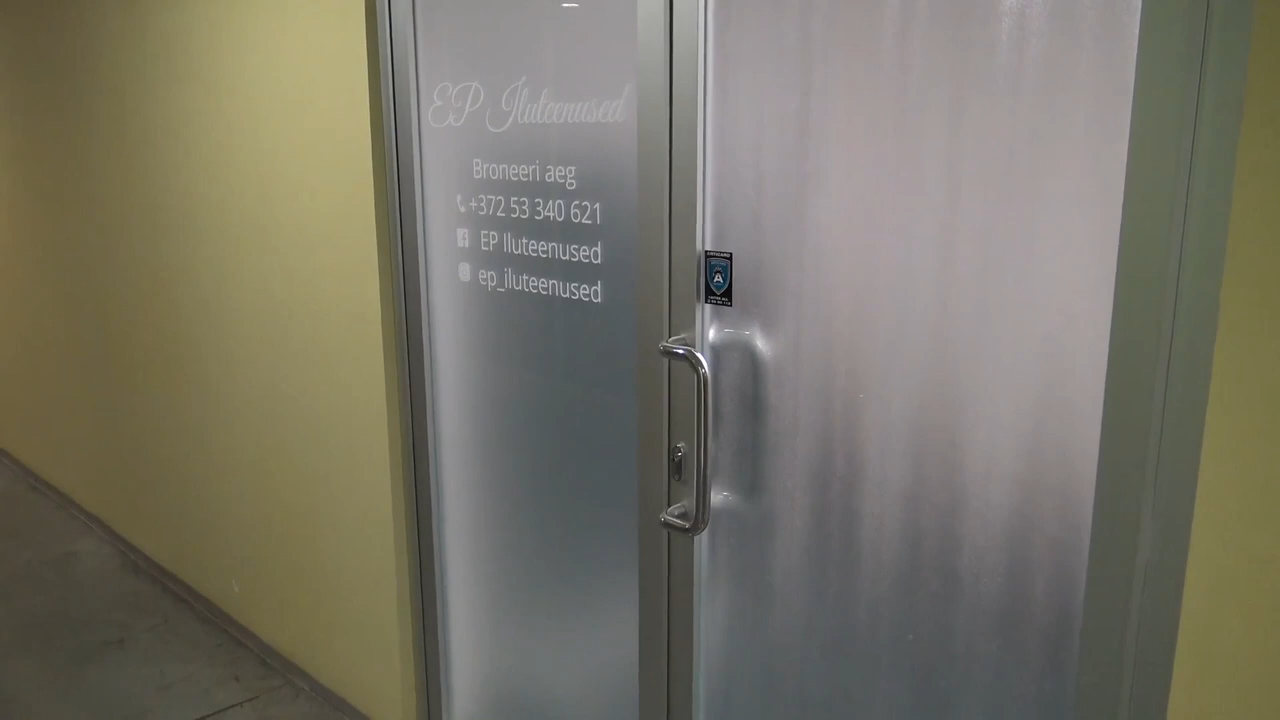 EP Iluteenused
Broneeri aeg
+372 53 340 621
EP Iluteenused
ep_iluteenused
A